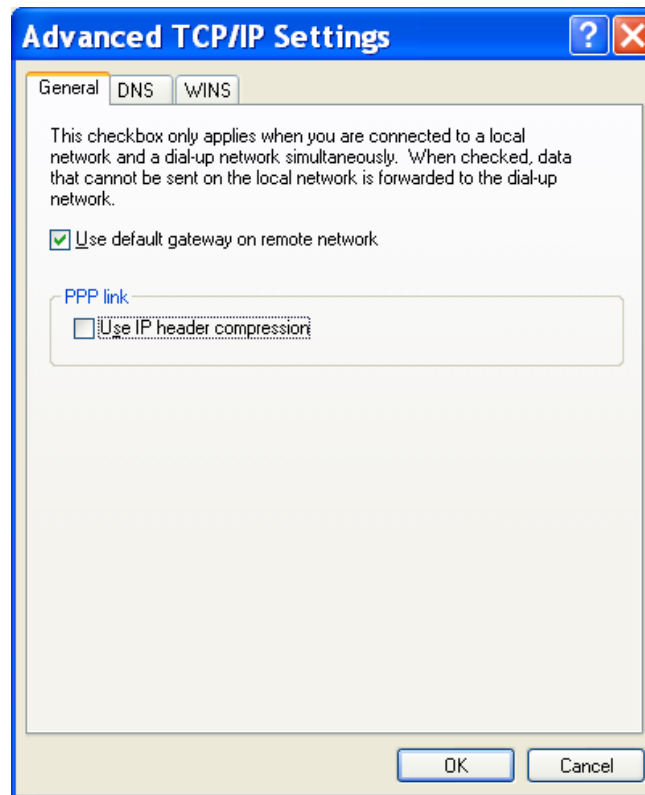 Advanced TCP/IP Settings
General DNS WINS
This checkbox only applies when you are connected to a local
network and a dial-up network simultaneously. When checked, data
that cannot be sent on the local network is forwarded to the dial-up
network.
Use default gateway on remote network
PPP link
Use IP header compression
OK Cancel